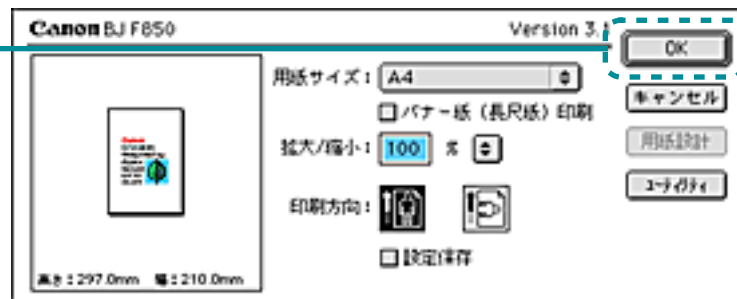 Canon BJ F850
Version 3.
OK
用紙サイズ： A4
バナー紙（長尺紙）印刷
キャンセル
拡大/縮小： 100 %
用紙設計
ユーティリティ
印刷方向：
設定保存
高さ：297.0mm 幅：210.0mm